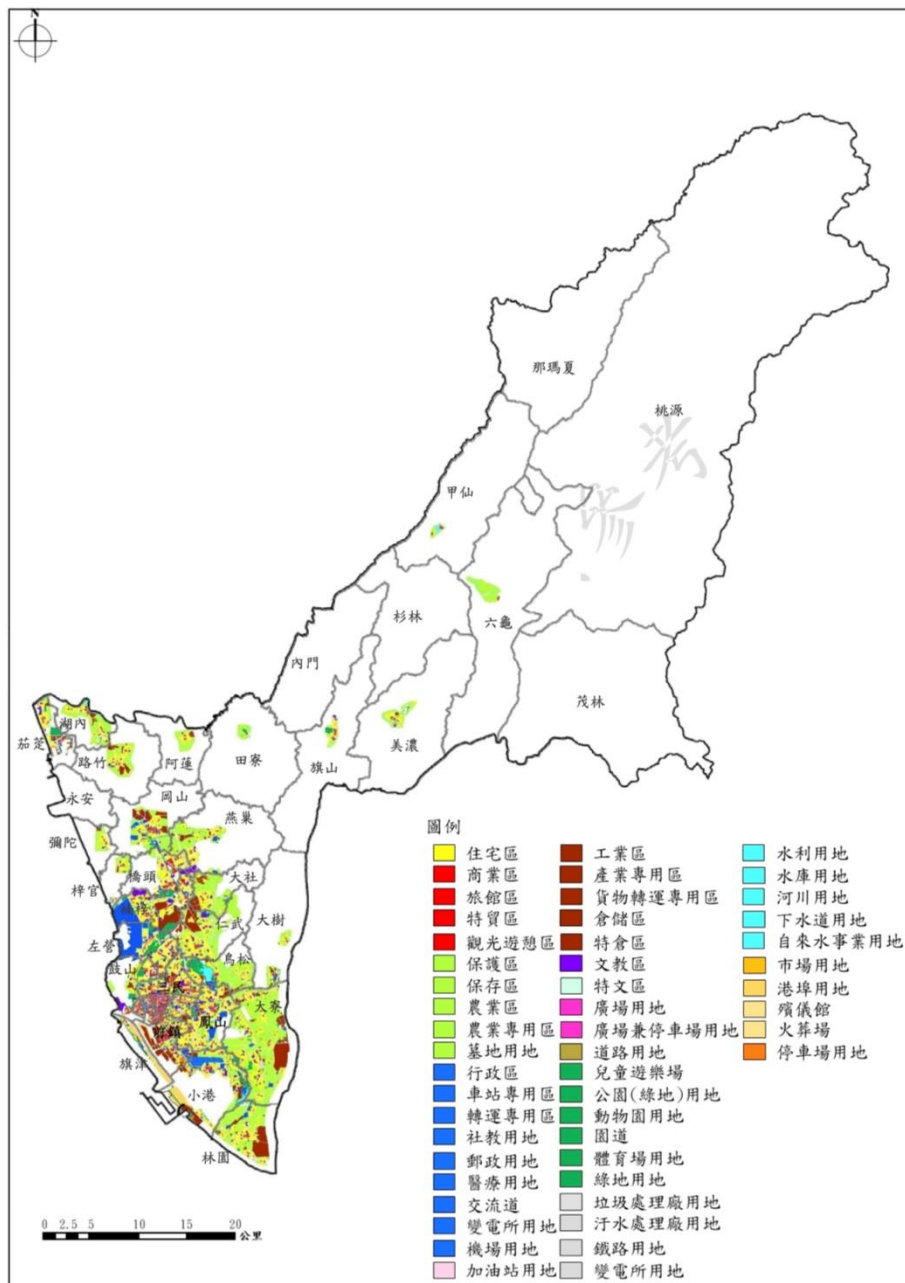 N
那瑪夏
桃源
參考
甲仙
杉林
六龜
內門
茂林
湖內
茄萣
路竹
阿蓮
田寮
旗山
美濃
永安
岡山
燕巢
彌陀
梓官
橋頭
大社
楠梓
仁武
大樹
左營
鳥松
鼓山
三民
大寮
鳳山
前鎮
旗津
小港
林園
0 2.5 5 10 15 20
公里
圖例
住宅區
商業區
旅館區
特貿區
觀光遊憩區
保護區
保存區
農業區
農業專用區
墓地用地
行政區
車站專用區
轉運專用區
社教用地
郵政用地
醫療用地
交流道
變電所用地
機場用地
加油站用地
工業區
產業專用區
貨物轉運專用區
倉儲區
特倉區
文教區
特文區
廣場用地
廣場兼停車場用地
道路用地
兒童遊樂場
公園(綠地)用地
動物園用地
園道
體育場用地
綠地用地
垃圾處理廠用地
汙水處理廠用地
鐵路用地
變電所用地
水利用地
水庫用地
河川用地
下水道用地
自來水事業用地
市場用地
港埠用地
殯儀館
火葬場
停車場用地